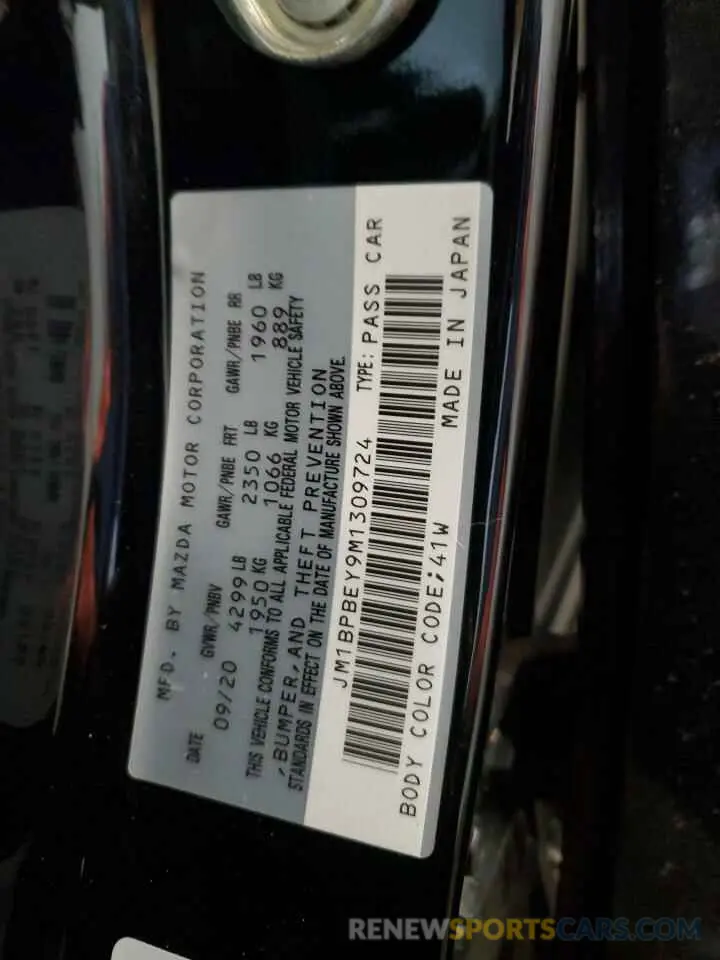 MFD. BY MAZDA MOTOR CORPORATION
DATE GVWR/PNBV GAWR/PNBE FRT GAWR/PNBE RR
09/20 4299 LB 2350 LB 1960 LB
1950 KG 1066 KG 889 KG
THIS VEHICLE CONFORMS TO ALL APPLICABLE FEDERAL MOTOR VEHICLE SAFETY
,BUMPER,AND THEFT PREVENTION
STANDARDS IN EFFECT ON THE DATE OF MANUFACTURE SHOWN ABOVE.
JM1BPBEY9M1309724 TYPE: PASS CAR
BODY COLOR CODE;41W MADE IN JAPAN
RENEWSPORTSCARS.COM